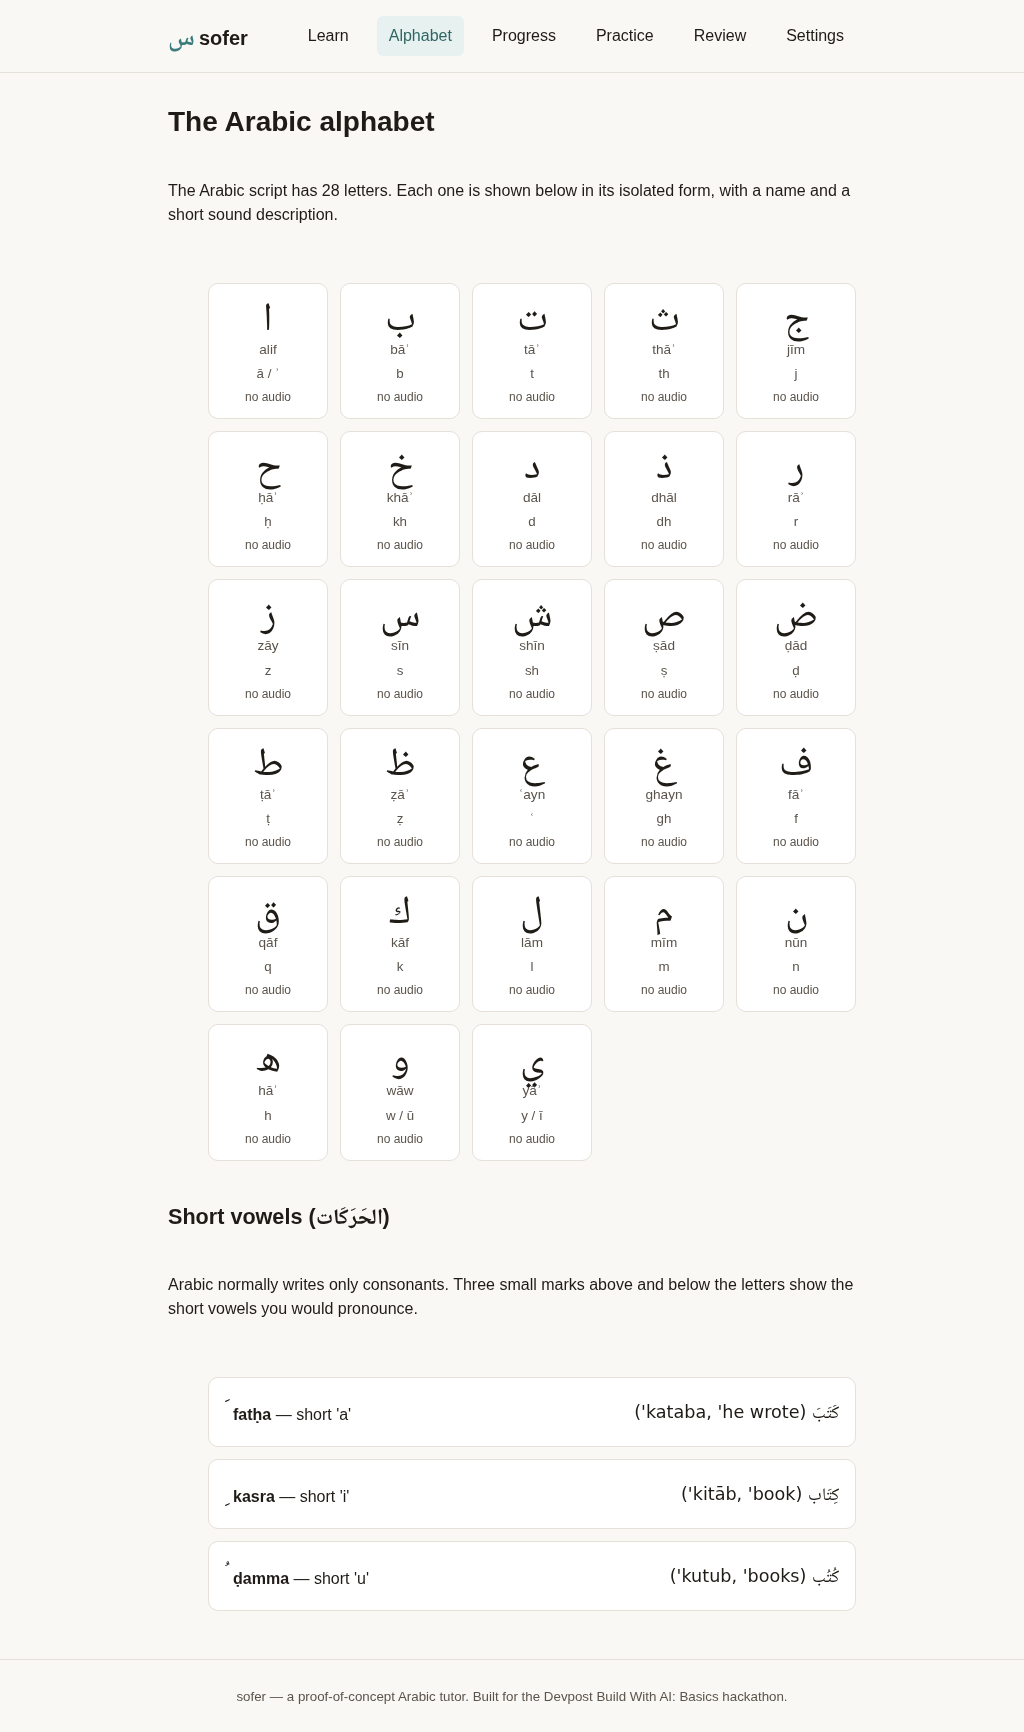 س sofer Learn Alphabet Progress Practice Review Settings
The Arabic alphabet
The Arabic script has 28 letters. Each one is shown below in its isolated form, with a name and a
short sound description.
ا ب ت ث ج
alif bāʾ tāʾ thāʾ jīm
ā / ʾ b t th j
no audio no audio no audio no audio no audio
ح خ د ذ ر
ḥāʾ khāʾ dāl dhāl rāʾ
ḥ kh d dh r
no audio no audio no audio no audio no audio
ز س ش ص ض
zāy sīn shīn ṣād ḍād
z s sh ṣ ḍ
no audio no audio no audio no audio no audio
ط ظ ع غ ف
ṭāʾ ẓāʾ ʿayn ghayn fāʾ
ṭ ẓ ʿ gh f
no audio no audio no audio no audio no audio
ق ك ل م ن
qāf kāf lām mīm nūn
q k l m n
no audio no audio no audio no audio no audio
ه و ي
hāʾ wāw yāʾ
h w / ū y / ī
no audio no audio no audio
Short vowels (الحَرَكَات)
Arabic normally writes only consonants. Three small marks above and below the letters show the
short vowels you would pronounce.
َ fatḥa — short 'a' كَتَبَ (kataba, 'he wrote')
ِ kasra — short 'i' كِتَاب (kitāb, 'book')
ُ ḍamma — short 'u' كُتُب (kutub, 'books')
sofer — a proof-of-concept Arabic tutor. Built for the Devpost Build With AI: Basics hackathon.